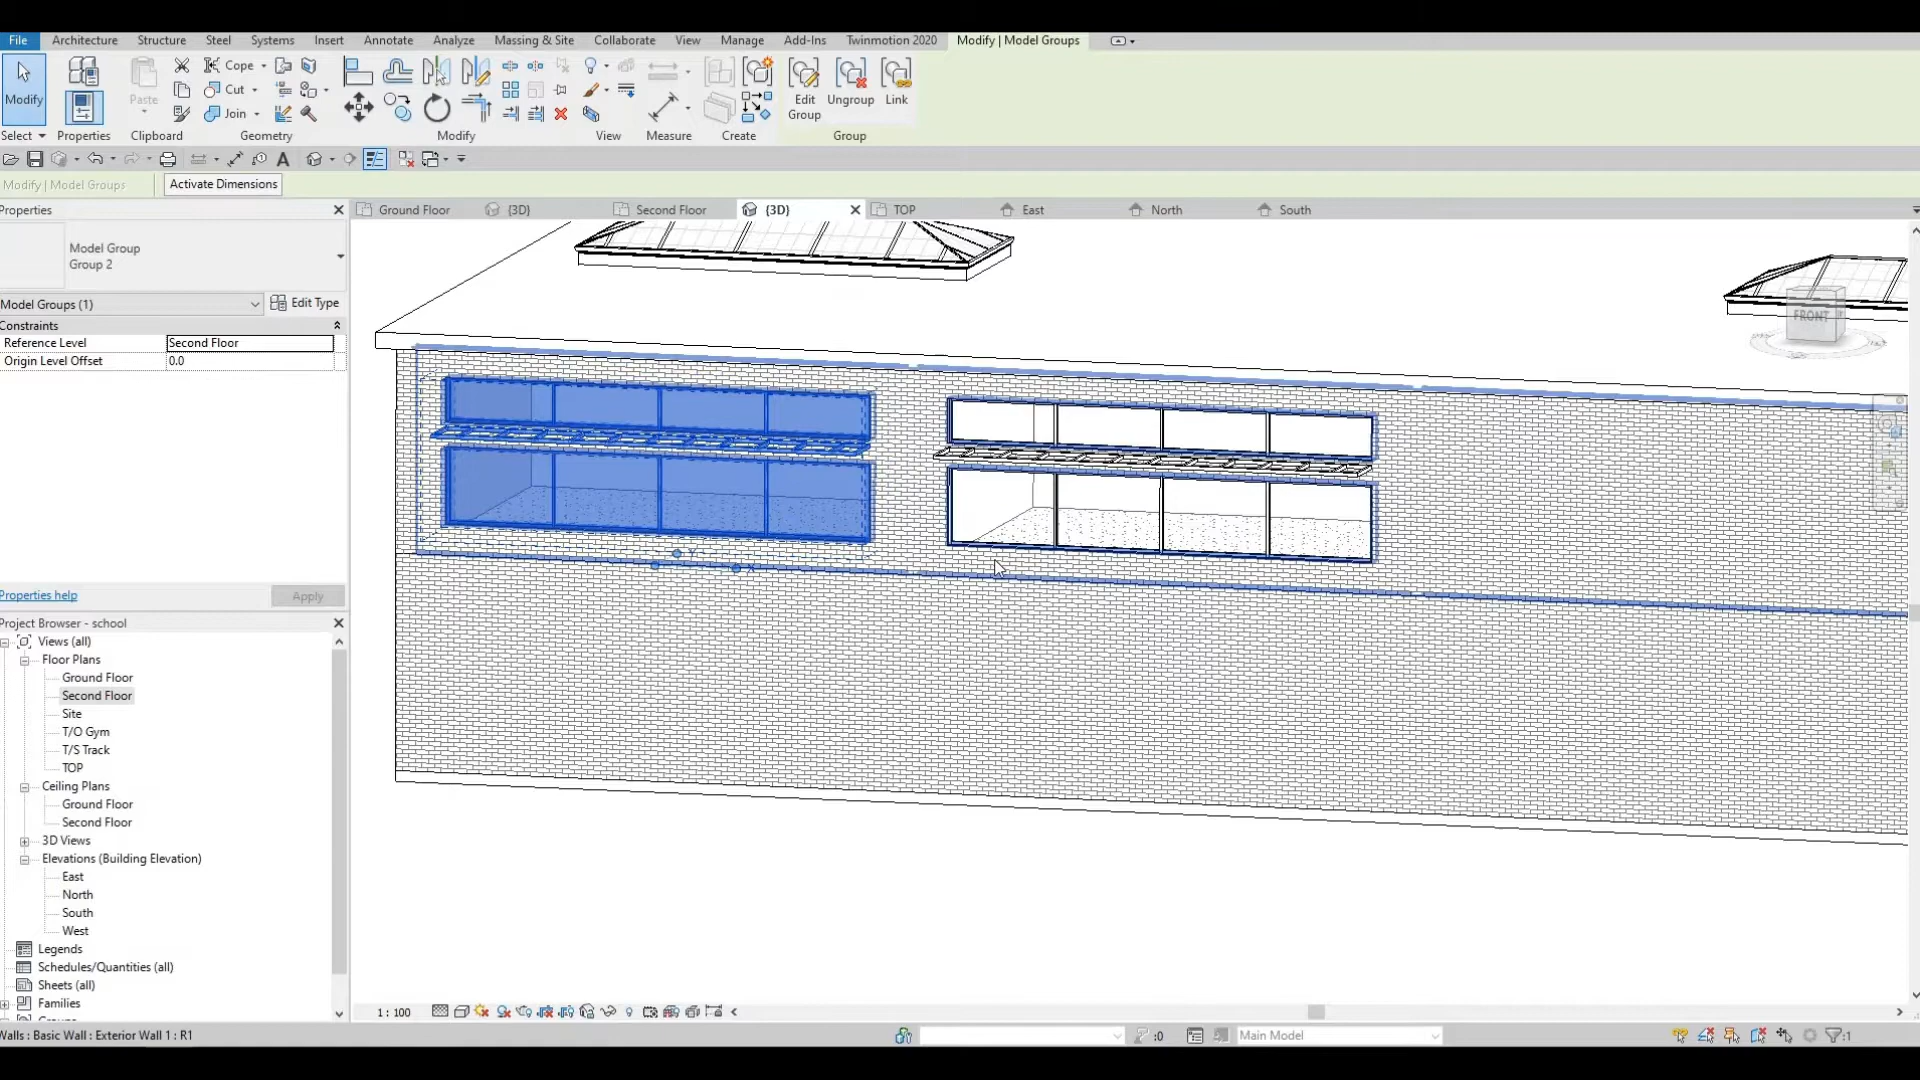 File Architecture Structure Steel Systems Insert Annotate Analyze Massing & Site Collaborate View Manage Add-Ins Twinmotion 2020 Modify | Model Groups
Modify Paste Cope Cut Join Edit Group Ungroup Link
Select Properties Clipboard Geometry Modify View Measure Create Group
Modify | Model Groups Activate Dimensions
Properties
Ground Floor {3D} Second Floor {3D} TOP East North South
Model Group
Group 2
Model Groups (1) Edit Type
Constraints
Reference Level Second Floor
Origin Level Offset 0.0
FRONT
Properties help Apply
Project Browser - school
Views (all)
Floor Plans
Ground Floor
Second Floor
Site
T/O Gym
T/S Track
TOP
Ceiling Plans
Ground Floor
Second Floor
3D Views
Elevations (Building Elevation)
East
North
South
West
Legends
Schedules/Quantities (all)
Sheets (all)
Families
1 : 100
Walls : Basic Wall : Exterior Wall 1 : R1 :0 Main Model :1